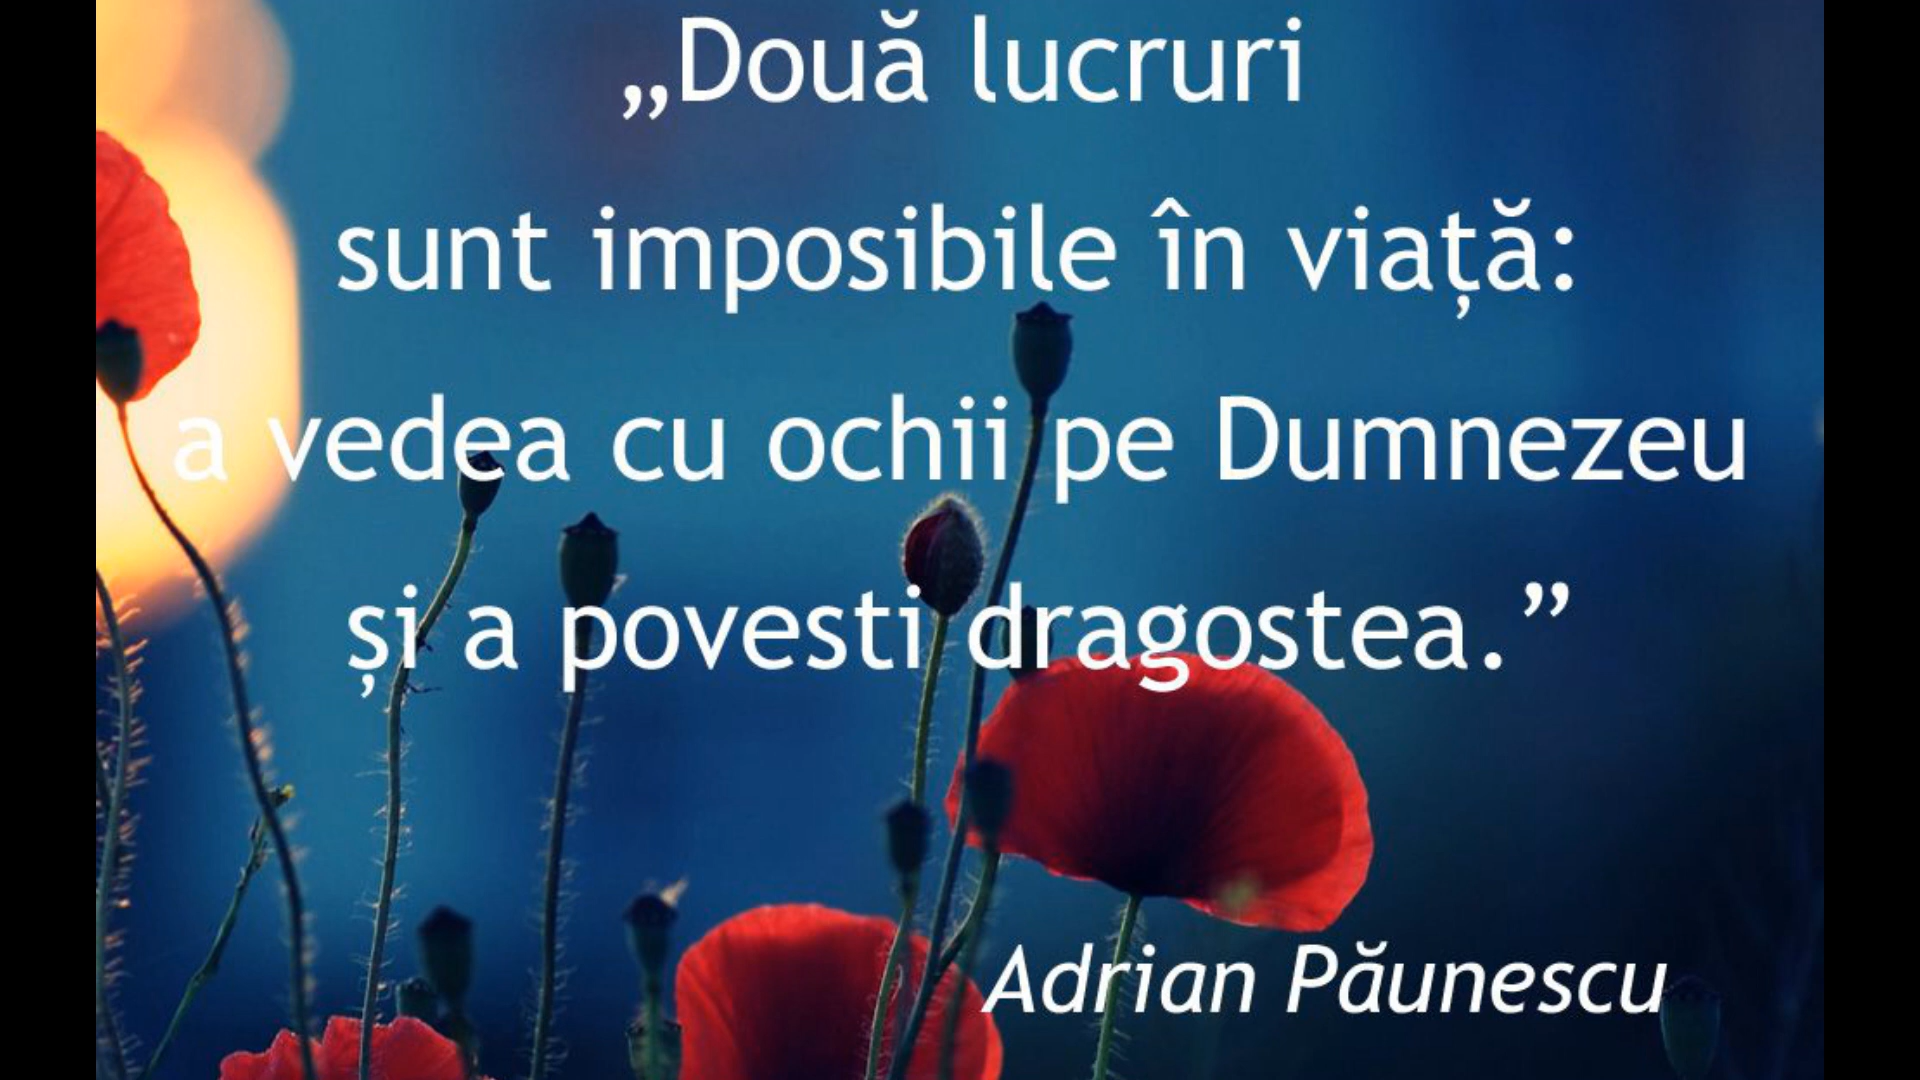 „Două lucruri
sunt imposibile în viață:
a vedea cu ochii pe Dumnezeu
și a povesti dragostea.”
Adrian Păunescu